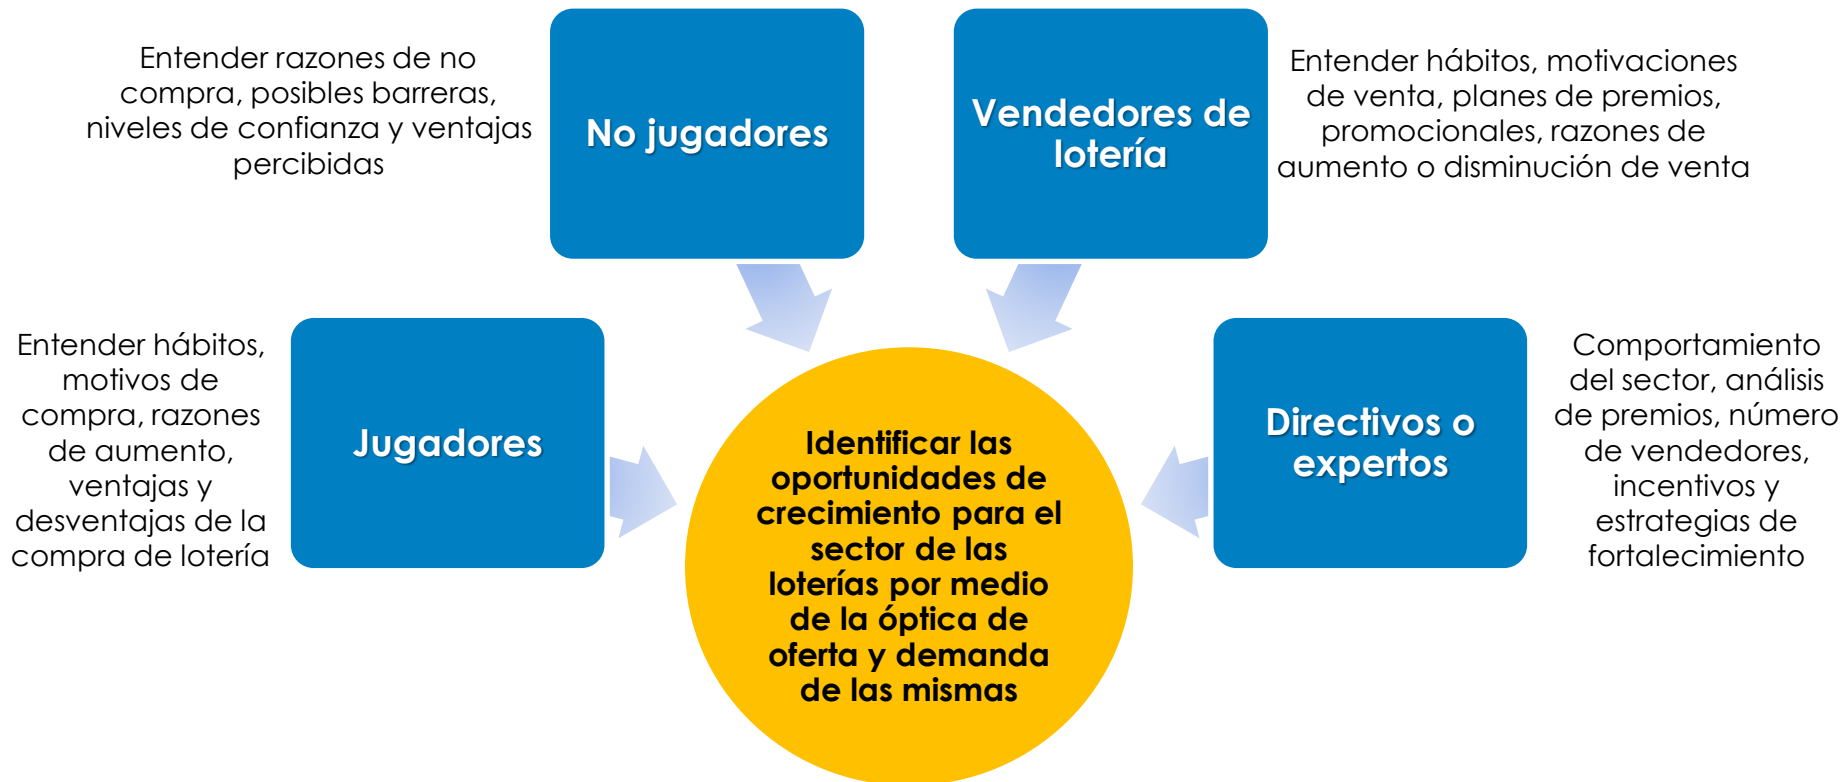 Entender razones de no
compra, posibles barreras,
niveles de confianza y ventajas
percibidas
No jugadores
Vendedores de
lotería
Entender hábitos, motivaciones
de venta, planes de premios,
promocionales, razones de
aumento o disminución de venta
Entender hábitos,
motivos de
compra, razones
de aumento,
ventajas y
desventajas de la
compra de lotería
Jugadores
Identificar las
oportunidades de
crecimiento para el
sector de las
loterías por medio
de la óptica de
oferta y demanda
de las mismas
Directivos o
expertos
Comportamiento
del sector, análisis
de premios, número
de vendedores,
incentivos y
estrategias de
fortalecimiento